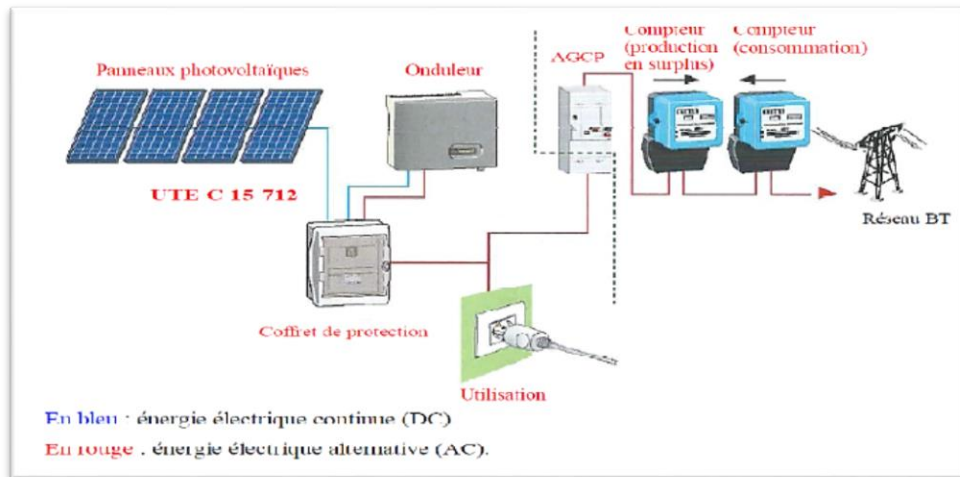 Compteur
(production
en surplus)
Compteur
(consommation)
AGCP
Panneaux photovoltaïques
Onduleur
UTE C 15 712
Réseau BT
Coffret de protection
Utilisation
En bleu : énergie électrique continue (DC)
En rouge : énergie électrique alternative (AC).